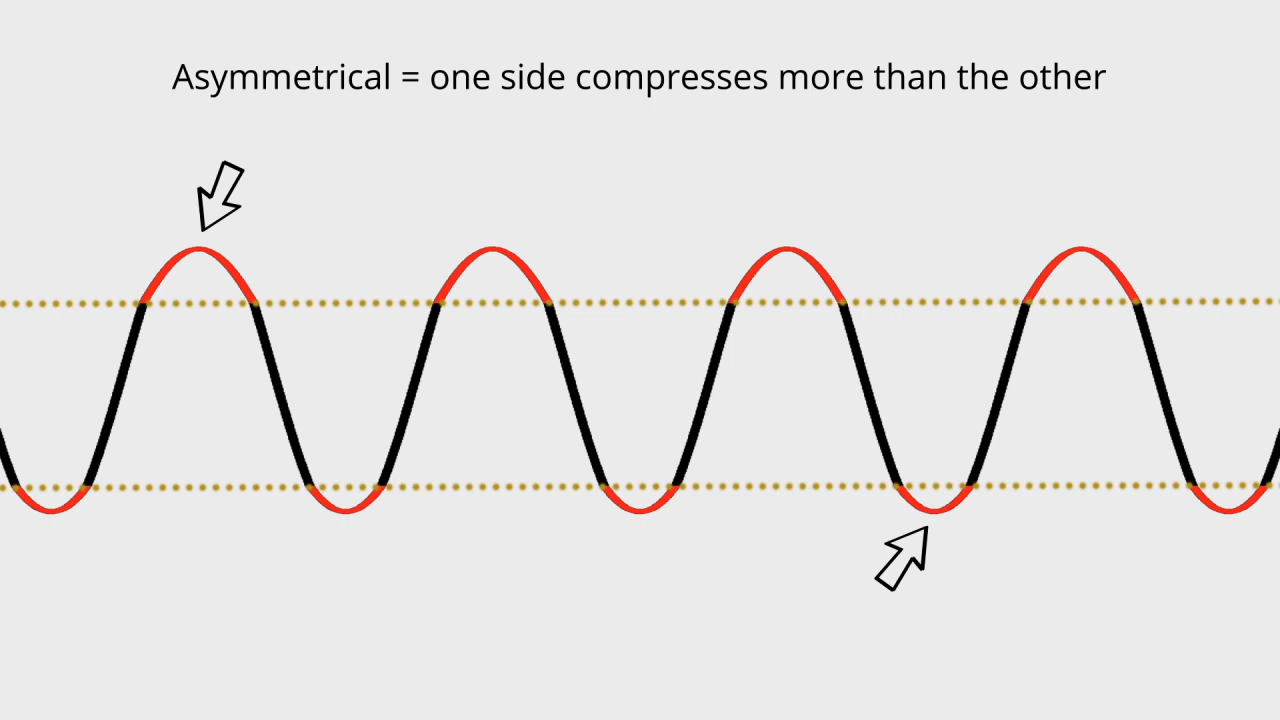 Asymmetrical = one side compresses more than the other